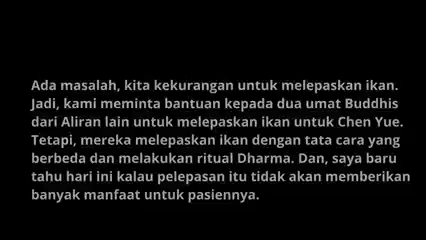 Ada masalah, kita kekurangan untuk melepaskan ikan.
Jadi, kami meminta bantuan kepada dua umat Buddhis
dari Aliran lain untuk melepaskan ikan untuk Chen Yue.
Tetapi, mereka melepaskan ikan dengan tata cara yang
berbeda dan melakukan ritual Dharma. Dan, saya baru
tahu hari ini kalau pelepasan itu tidak akan memberikan
banyak manfaat untuk pasiennya.